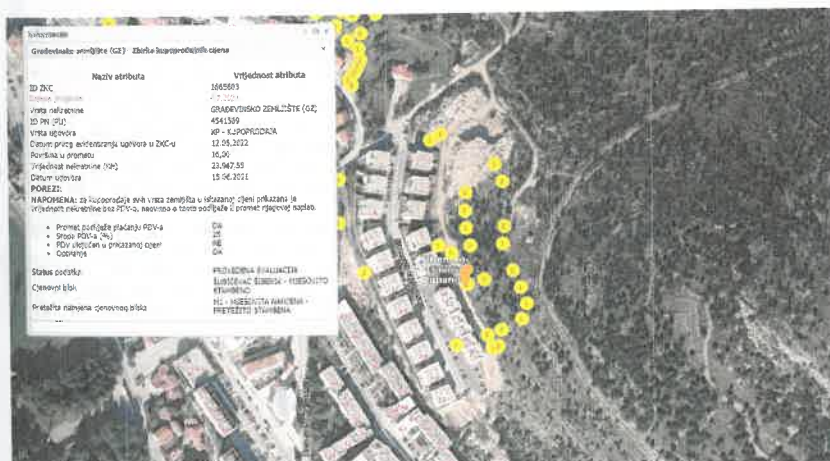 Građevinsko zemljište (GZ) - Zbirka kupoprodajnih cijena
Naziv atributa Vrijednost atributa
ID ZKC 1665603
Vrsta nekretnine GRAĐEVINSKO ZEMLJIŠTE (GZ)
ID PN (PU) 4541389
Vrsta ugovora KP - KUPOPRODAJA
Datum prvog evidentiranja ugovora u ZKC-u 12.05.2022
Površina u prometu 16,00
Vrijednost nekretnine (KN) 23.947,55
Datum ugovora 15.06.2021
POREZI:
NAPOMENA: za kupoprodaje svih vrsta zemljišta u iskazanoj cijeni prikazana je
vrijednost nekretnine bez PDV-a, neovisno o tome podliježe li promet njegovoj naplati.
• Promet podliježe plaćanju PDV-a DA
• Stopa PDV-a (%) 25
• PDV uključen u prikazanoj cijeni NE
• Oporanje DA
Status podatka PROVEDENA EVALUACIJA
Cjenovni blok ŠUBIĆEVAC ŠIBENIK - MJEŠOVITO
STAMBENO
Pretežita namjena cjenovnog bloka M1 - MJEŠOVITA NAMJENA -
PRETEŽITO STAMBENA